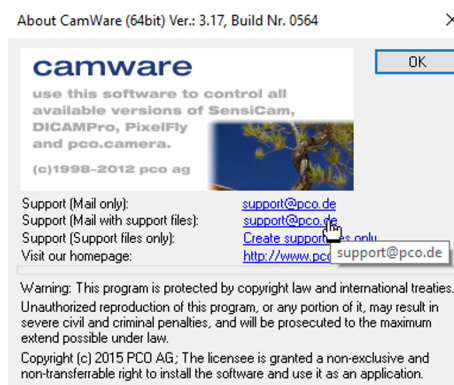 About CamWare (64bit) Ver.: 3.17, Build Nr. 0564
OK
camware
use this software to control all
available versions of SensiCam,
DICAMPro, PixelFly
and pco.camera.
(c)1998-2012 pco ag
Support (Mail only): support@pco.de
Support (Mail with support files): support@pco.de
Support (Support files only): Create support only
Visit our homepage: http://www.pco
support@pco.de
Warning: This program is protected by copyright law and international treaties.
Unauthorized reproduction of this program, or any portion of it, may result in
severe civil and criminal penalties, and will be prosecuted to the maximum
extend possible under law.
Copyright (c) 2015 PCO AG; The licensee is granted a non-exclusive and
non-transferrable right to install the software and use it as an application.